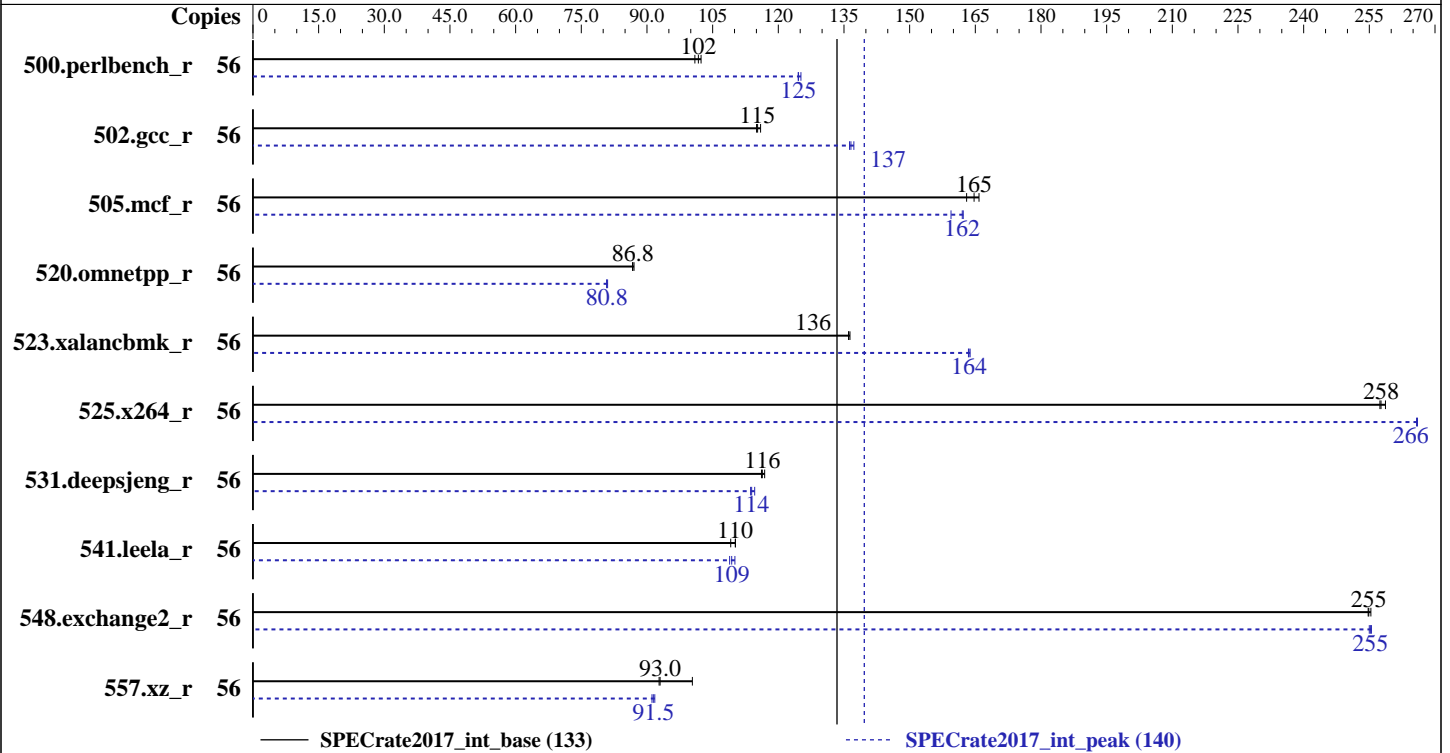 Copies 0 15.0 30.0 45.0 60.0 75.0 90.0 105 120 135 150 165 180 195 210 225 240 255 270
102
500.perlbench_r 56
125
115
502.gcc_r 56
137
165
505.mcf_r 56
162
86.8
520.omnetpp_r 56
80.8
136
523.xalancbmk_r 56
164
258
525.x264_r 56
266
116
531.deepsjeng_r 56
114
110
541.leela_r 56
109
255
548.exchange2_r 56
255
93.0
557.xz_r 56
91.5
SPECrate2017_int_base (133) SPECrate2017_int_peak (140)